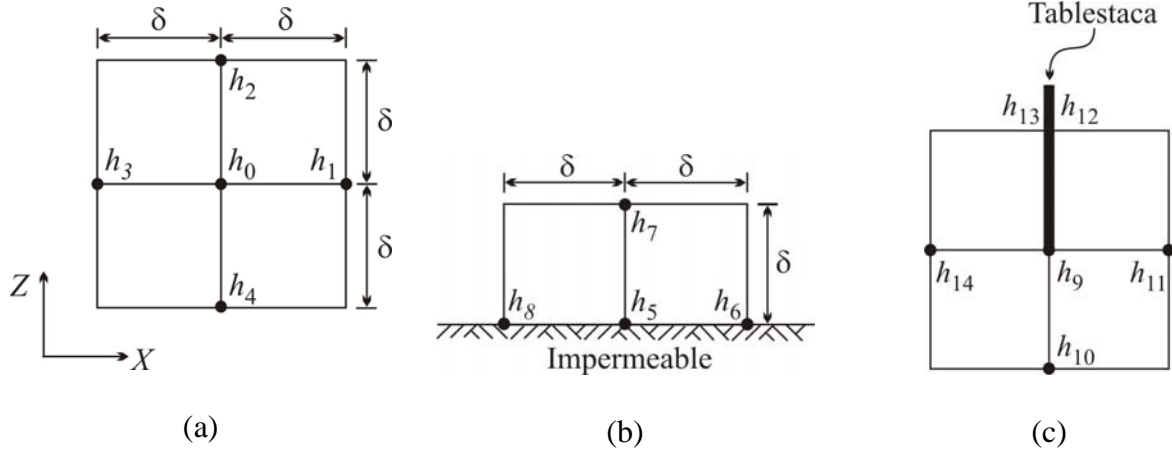 δ δ
h₂
δ
h₃ h₀ h₁
δ
h₄
Z
X
(a)
δ δ
h₇
δ
h₈ h₅ h₆
Impermeable
(b)
Tablestaca
h₁₃ h₁₂
h₁₄ h₉ h₁₁
h₁₀
(c)